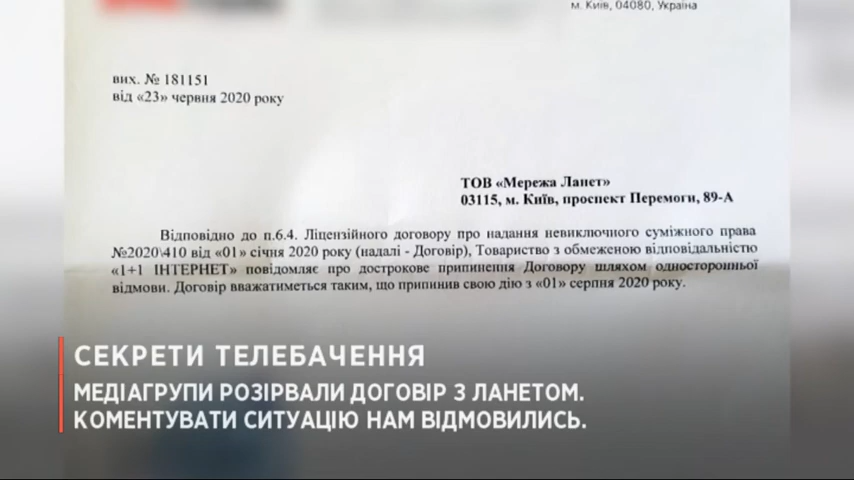 м. Київ, 04080, Україна
вих. № 181151
від «23» червня 2020 року
ТОВ «Мережа Ланет»
03115, м. Київ, проспект Перемоги, 89-А
Відповідно до п.6.4. Ліцензійного договору про надання невиключного суміжного права
№2020\410 від «01» січня 2020 року (надалі - Договір), Товариство з обмеженою відповідальністю
«1+1 ІНТЕРНЕТ» повідомляє про дострокове припинення Договору шляхом односторонньої
відмови. Договір вважатиметься таким, що припинив свою дію з «01» серпня 2020 року.
СЕКРЕТИ ТЕЛЕБАЧЕННЯ
МЕДІАГРУПИ РОЗІРВАЛИ ДОГОВІР З ЛАНЕТОМ.
КОМЕНТУВАТИ СИТУАЦІЮ НАМ ВІДМОВИЛИСЬ.